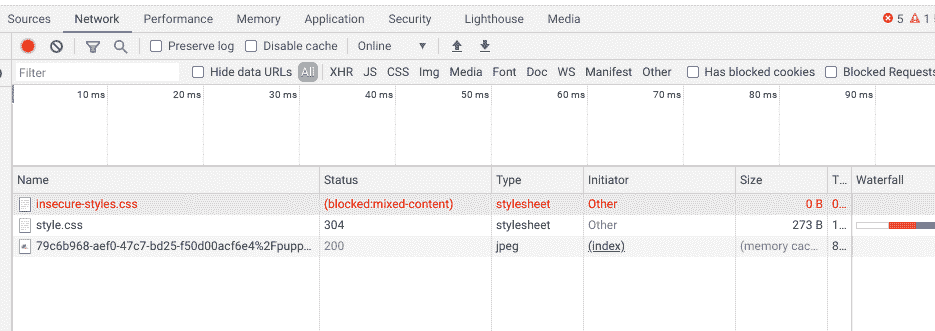 Sources Network Performance Memory Application Security Lighthouse Media 5 1
Preserve log Disable cache Online
Filter Hide data URLs All XHR JS CSS Img Media Font Doc WS Manifest Other Has blocked cookies Blocked Requests
10 ms 20 ms 30 ms 40 ms 50 ms 60 ms 70 ms 80 ms 90 ms
Name Status Type Initiator Size T... Waterfall
insecure-styles.css (blocked:mixed-content) stylesheet Other 0 B 0...
style.css 304 stylesheet Other 273 B 1...
79c6b968-aef0-47c7-bd25-f50d00acf6e4%2Fpupp... 200 jpeg (index) (memory cac... 8...